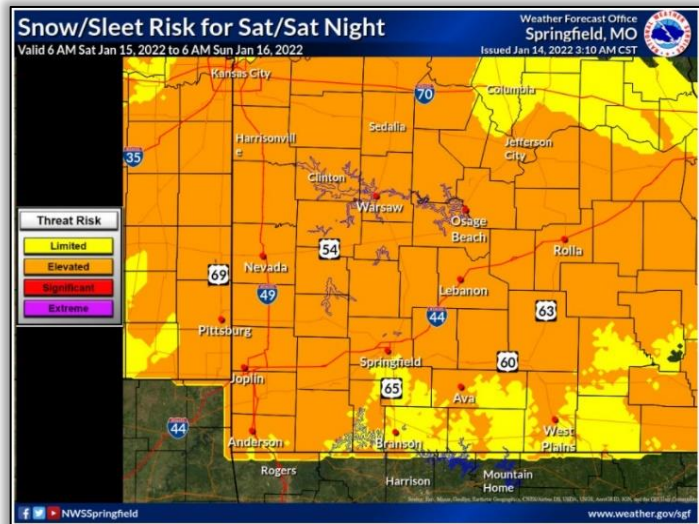 Snow/Sleet Risk for Sat/Sat Night
Valid 6 AM Sat Jan 15, 2022 to 6 AM Sun Jan 16, 2022
Weather Forecast Office
Springfield, MO
Issued Jan 14, 2022 3:10 AM CST
Kansas City
70
Columbia
Sedalia
Harrisonvill
e
Jefferson
City
35
Clinton
Warsaw
Osage
Beach
Threat Risk
Limited
Elevated
Significant
Extreme
54
Rolla
69
Nevada
49
Lebanon
63
Pittsburg
44
Springfield
60
Joplin
65
Ava
44
Anderson
Branson
West
Plains
Rogers
Harrison
Mountain
Home
NWSSpringfield
www.weather.gov/sgf